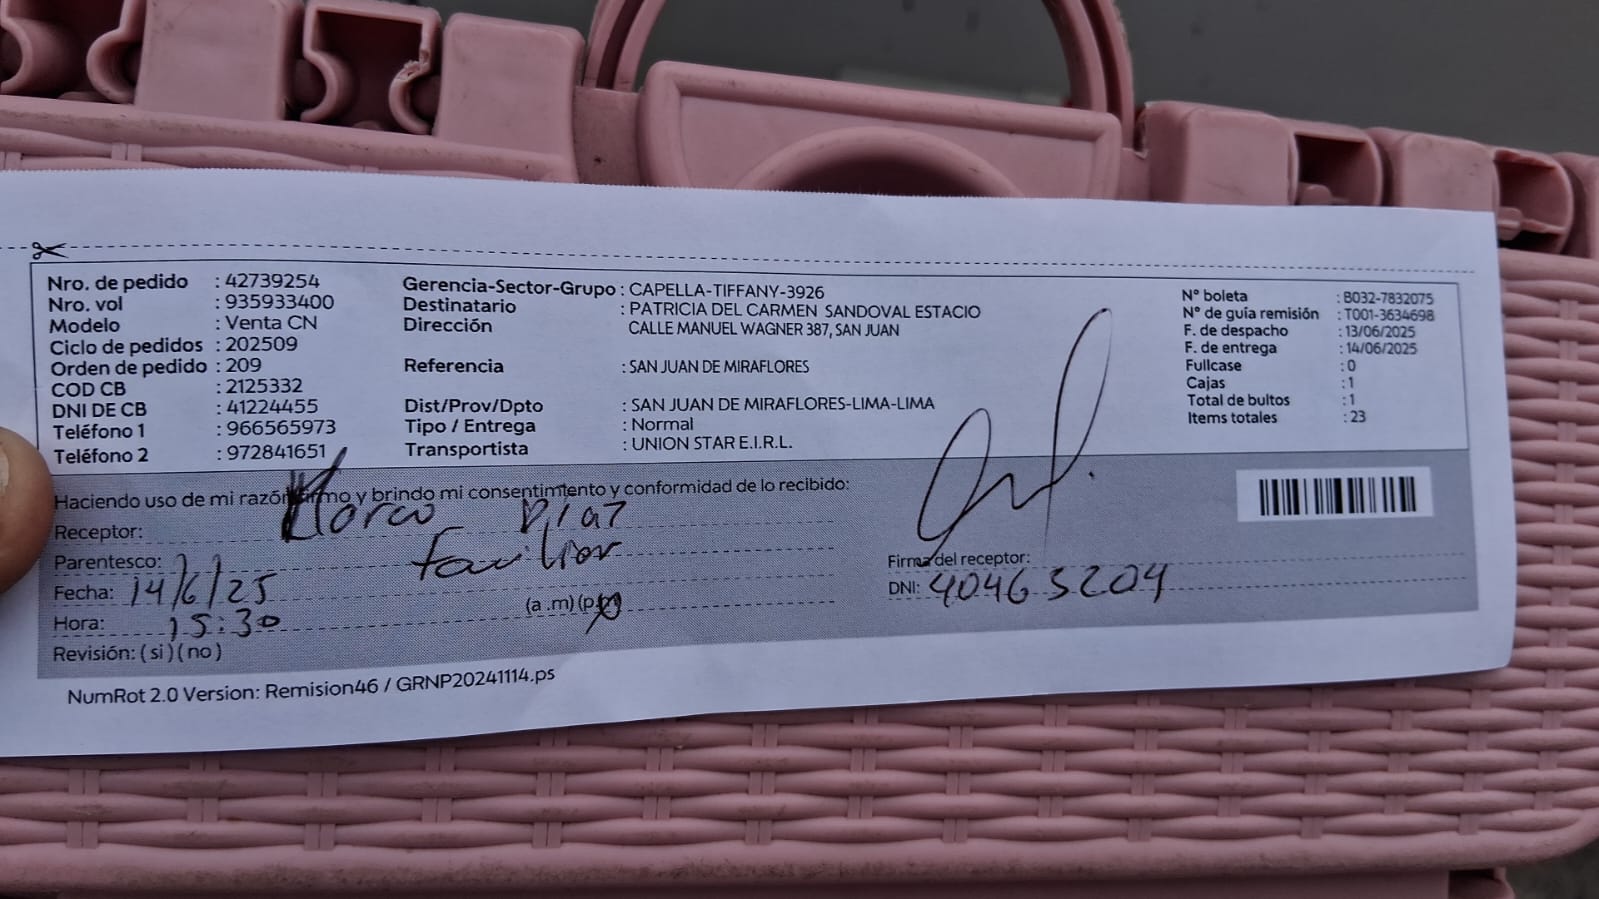 Nro. de pedido : 42739254
Nro. vol : 935933400
Modelo : Venta CN
Ciclo de pedidos : 202509
Orden de pedido : 209
COD CB : 2125332
DNI DE CB : 41224455
Teléfono 1 : 966565973
Teléfono 2 : 972841651
Gerencia-Sector-Grupo : CAPELLA-TIFFANY-3926
Destinatario : PATRICIA DEL CARMEN SANDOVAL ESTACIO
Dirección CALLE MANUEL WAGNER 387, SAN JUAN
Referencia : SAN JUAN DE MIRAFLORES
Dist/Prov/Dpto : SAN JUAN DE MIRAFLORES-LIMA-LIMA
Tipo / Entrega : Normal
Transportista : UNION STAR E.I.R.L.
N° boleta : B032-7832075
N° de guía remisión : T001-3634698
F. de despacho : 13/06/2025
F. de entrega : 14/06/2025
Fullcase : 0
Cajas : 1
Total de bultos : 1
Items totales : 23
Haciendo uso de mi razón firmo y brindo mi consentimiento y conformidad de lo recibido:
Receptor: Marco Diaz
Parentesco: Familiar
Fecha: 14/6/25
Hora: 15:30 (a .m) (p.m)
Revisión: ( si ) ( no )
Firma del receptor:
DNI: 40463204
NumRot 2.0 Version: Remision46 / GRNP20241114.ps